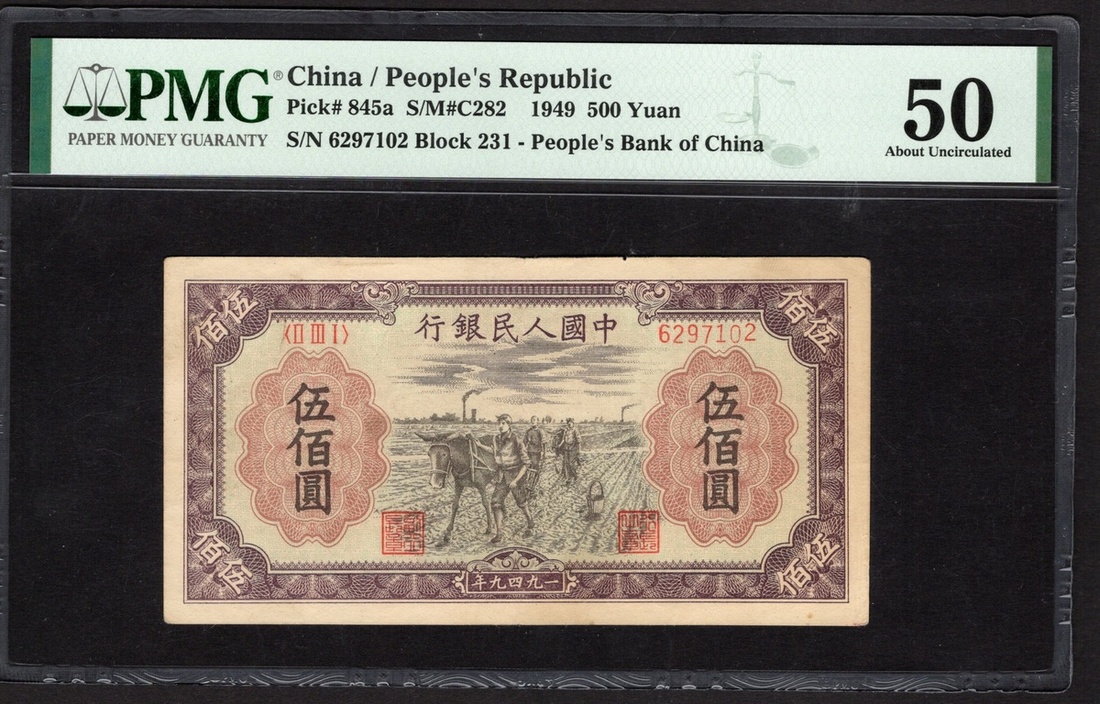 PMG®
PAPER MONEY GUARANTY
China / People's Republic
Pick# 845a S/M#C282 1949 500 Yuan
S/N 6297102 Block 231 - People's Bank of China
50
About Uncirculated
伍佰
伍佰
行銀民人國中
〈II III I〉
6297102
伍佰圓
伍佰圓
伍佰
伍佰
年九四九一